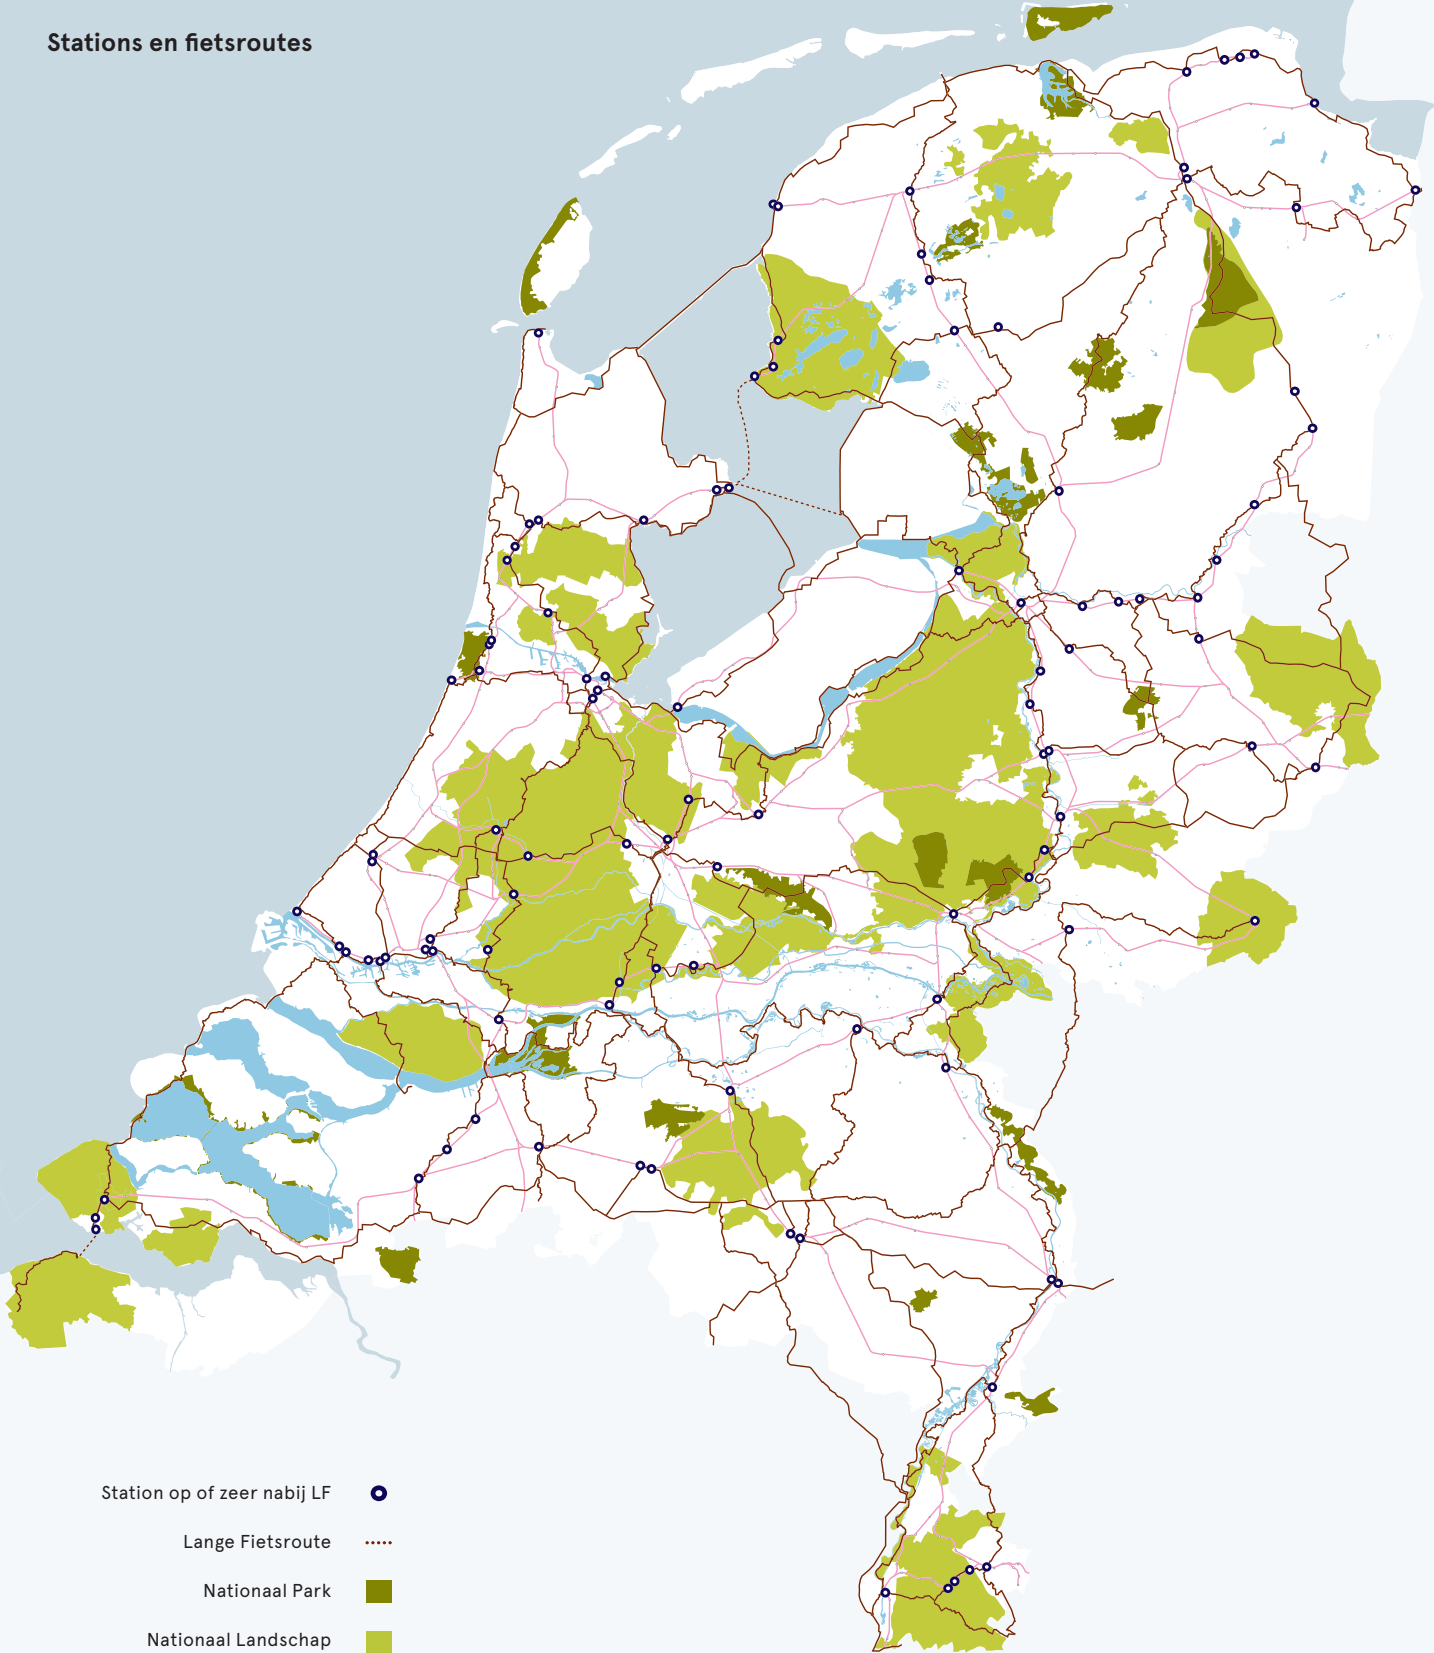 Stations en fietsroutes
Station op of zeer nabij LF
Lange Fietsroute
Nationaal Park
Nationaal Landschap